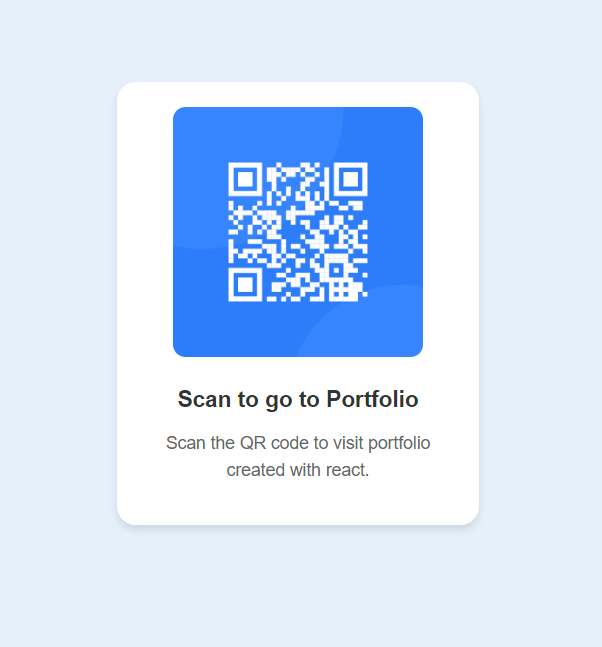 Scan to go to Portfolio
Scan the QR code to visit portfolio
created with react.